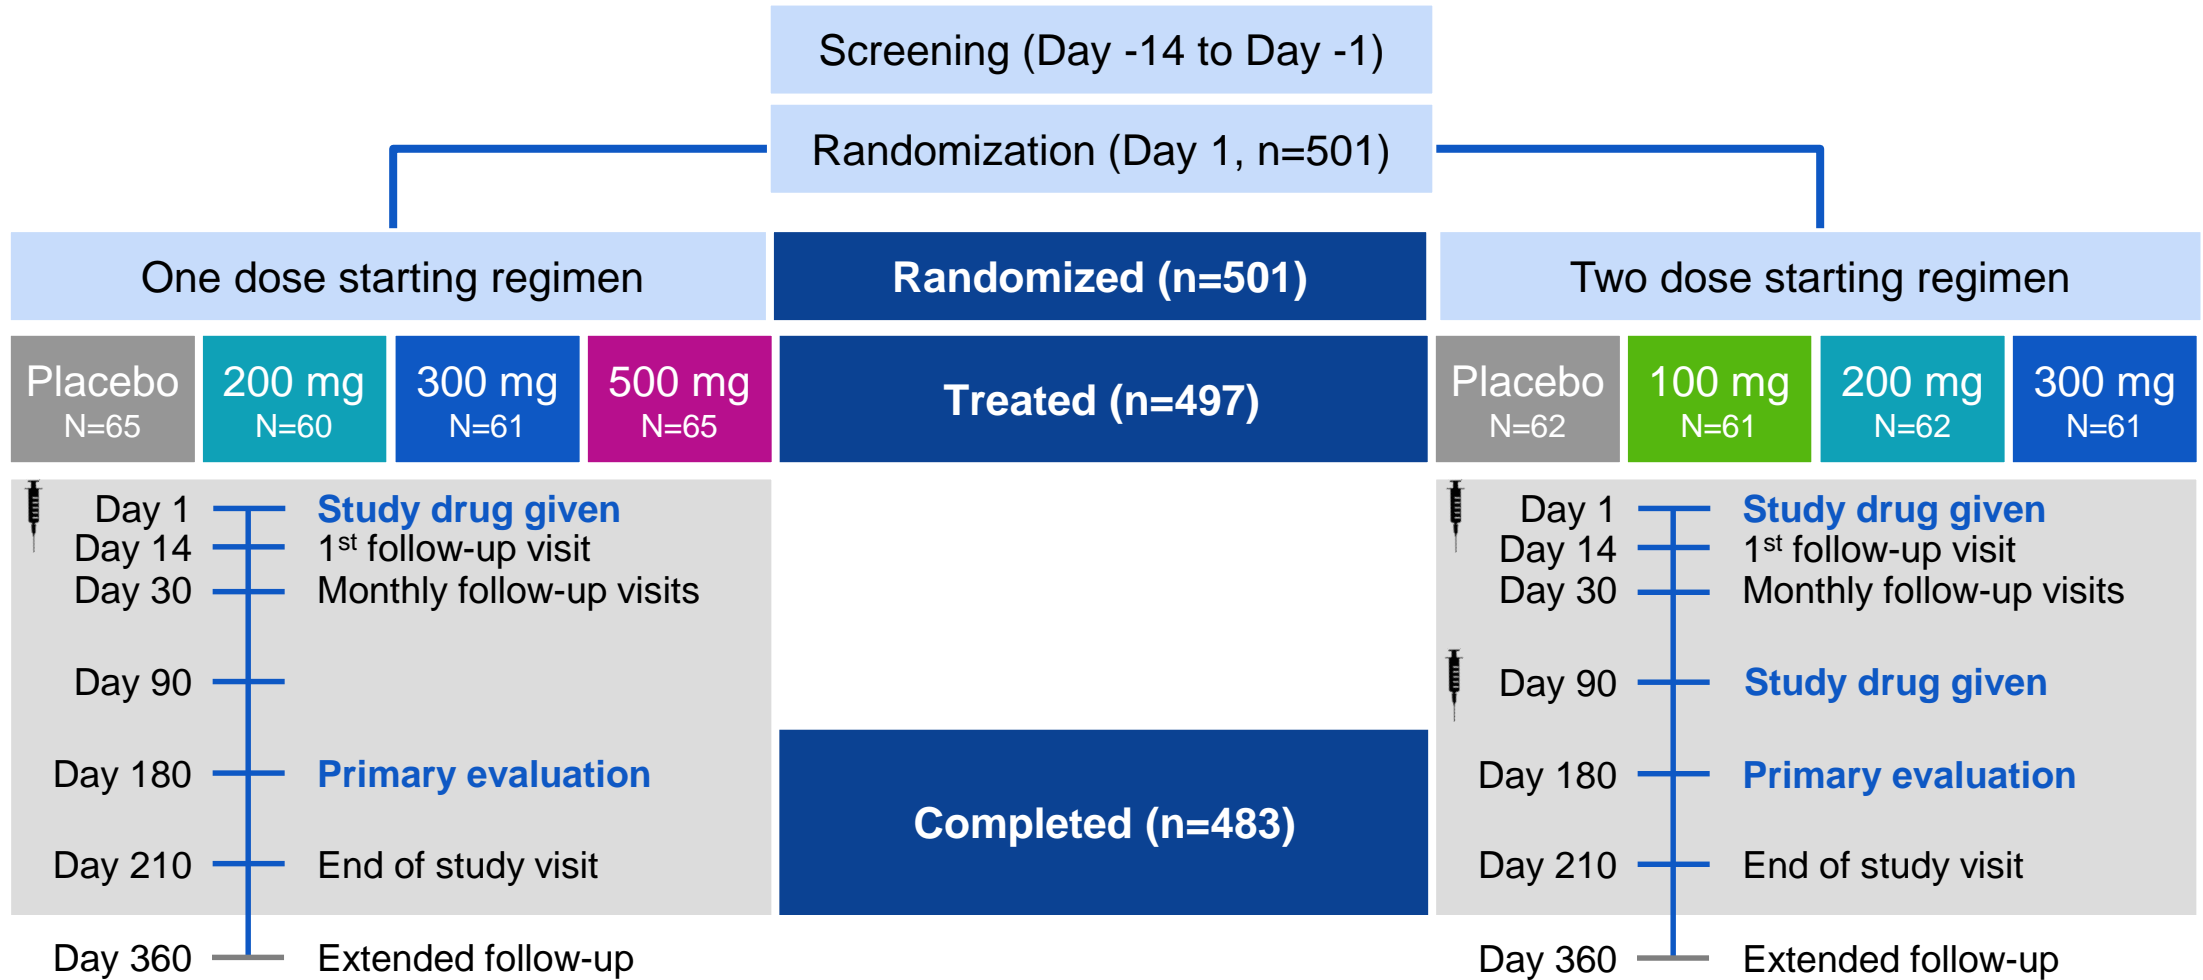 Screening (Day -14 to Day -1)
Randomization (Day 1, n=501)
One dose starting regimen
Randomized (n=501)
Two dose starting regimen
Placebo
N=65
200 mg
N=60
300 mg
N=61
500 mg
N=65
Treated (n=497)
Placebo
N=62
100 mg
N=61
200 mg
N=62
300 mg
N=61
Day 1 Study drug given
Day 14 1st follow-up visit
Day 30 Monthly follow-up visits
Day 90
Day 180 Primary evaluation
Day 210 End of study visit
Day 360 Extended follow-up
Completed (n=483)
Day 1 Study drug given
Day 14 1st follow-up visit
Day 30 Monthly follow-up visits
Day 90 Study drug given
Day 180 Primary evaluation
Day 210 End of study visit
Day 360 Extended follow-up